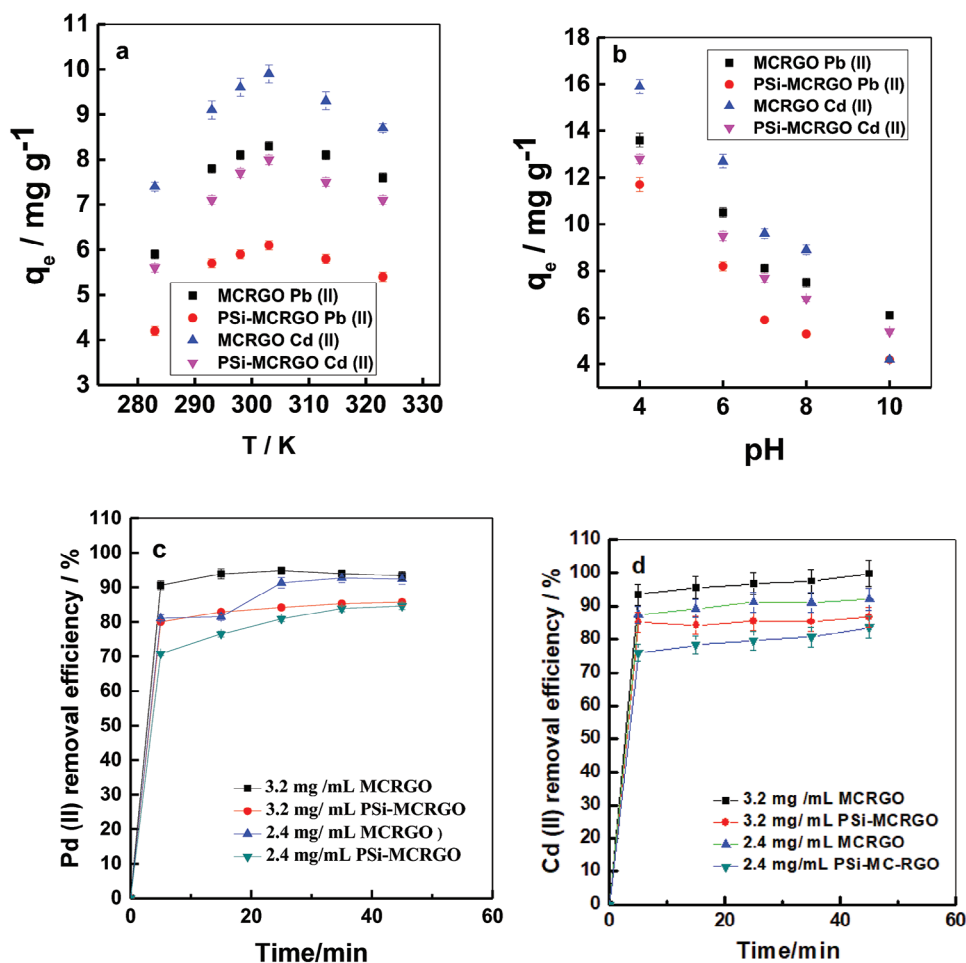 a
11
10
9
8
7
6
5
4
3
qe / mg g⁻¹
MCRGO Pb (II)
PSi-MCRGO Pb (II)
MCRGO Cd (II)
PSi-MCRGO Cd (II)
280 290 300 310 320 330
T / K
b
18
16
14
12
10
8
6
4
qe / mg g⁻¹
MCRGO Pb (II)
PSi-MCRGO Pb (II)
MCRGO Cd (II)
PSi-MCRGO Cd (II)
4 6 8 10
pH
c
110
100
90
80
70
60
50
40
30
20
10
0
Pd (II) removal efficiency / %
3.2 mg /mL MCRGO
3.2 mg/ mL PSi-MCRGO
2.4 mg/ mL MCRGO )
2.4 mg/mL PSi-MCRGO
0 20 40 60
Time/min
d
110
100
90
80
70
60
50
40
30
20
10
0
Cd (II) removal efficiency / %
3.2 mg /mL MCRGO
3.2 mg/mL PSi-MCRGO
2.4 mg/ mL MCRGO
2.4 mg/mL PSi-MC-RGO
0 20 40 60
Time/min